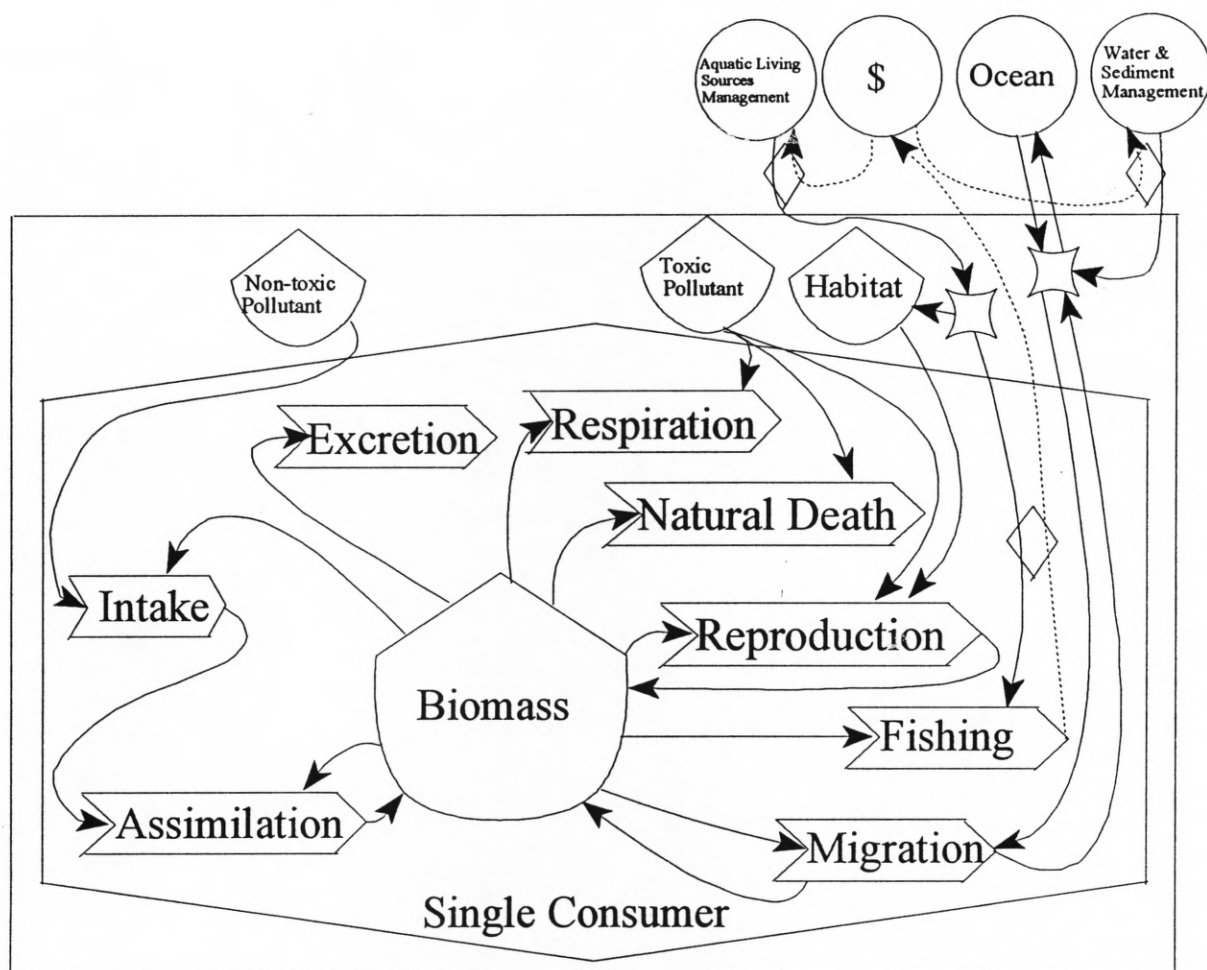 Aquatic Living
Sources
Management
$
Ocean
Water &
Sediment
Management
Non-toxic
Pollutant
Toxic
Pollutant
Habitat
Excretion
Respiration
Natural Death
Intake
Reproduction
Biomass
Fishing
Assimilation
Migration
Single Consumer